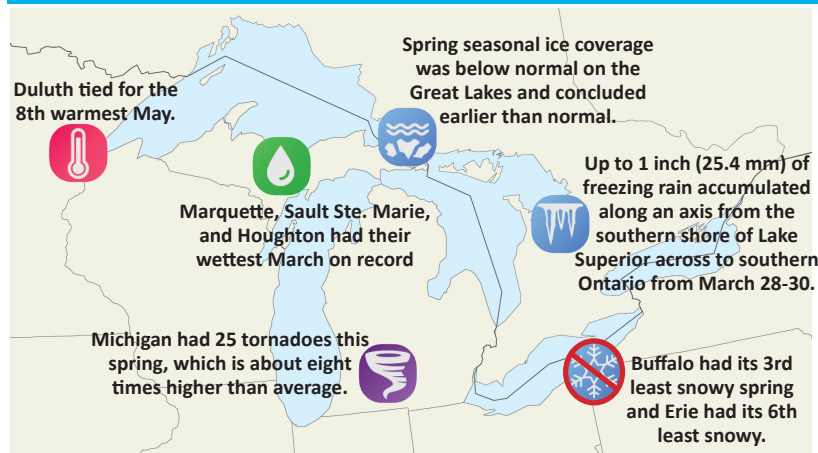 Spring seasonal ice coverage
was below normal on the
Great Lakes and concluded
earlier than normal.
Duluth tied for the
8th warmest May.
Up to 1 inch (25.4 mm) of
freezing rain accumulated
along an axis from the
southern shore of Lake
Superior across to southern
Ontario from March 28-30.
Marquette, Sault Ste. Marie,
and Houghton had their
wettest March on record
Michigan had 25 tornadoes this
spring, which is about eight
times higher than average.
Buffalo had its 3rd
least snowy spring
and Erie had its 6th
least snowy.